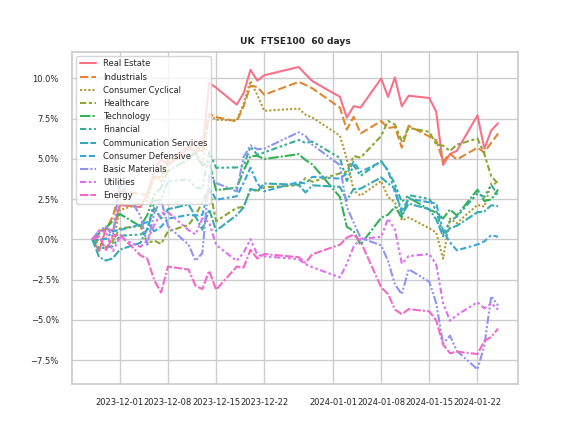 UK FTSE100 60 days
Real Estate
Industrials
Consumer Cyclical
Healthcare
Technology
Financial
Communication Services
Consumer Defensive
Basic Materials
Utilities
Energy
10.0%
7.5%
5.0%
2.5%
0.0%
−2.5%
−5.0%
−7.5%
2023-12-01 2023-12-08 2023-12-15 2023-12-22 2024-01-01 2024-01-08 2024-01-15 2024-01-22